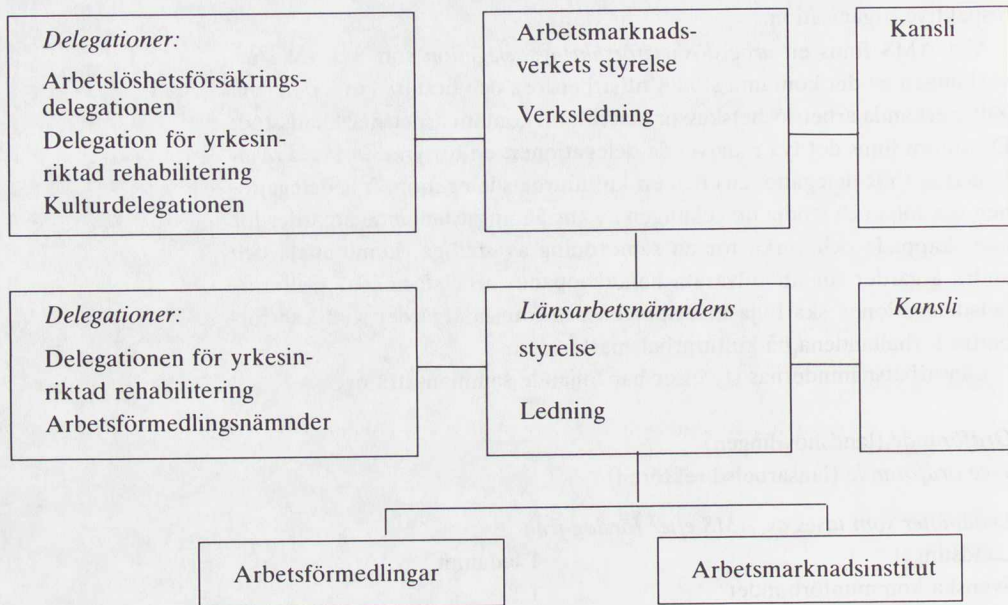 Delegationer:
Arbetslöshetsförsäkrings-
delegationen
Delegation för yrkesin-
riktad rehabilitering
Kulturdelegationen
Arbetsmarknads-
verkets styrelse
Verksledning
Kansli
Delegationer:
Delegationen för yrkesin-
riktad rehabilitering
Arbetsförmedlingsnämnder
Länsarbetsnämndens
styrelse
Ledning
Kansli
Arbetsförmedlingar
Arbetsmarknadsinstitut